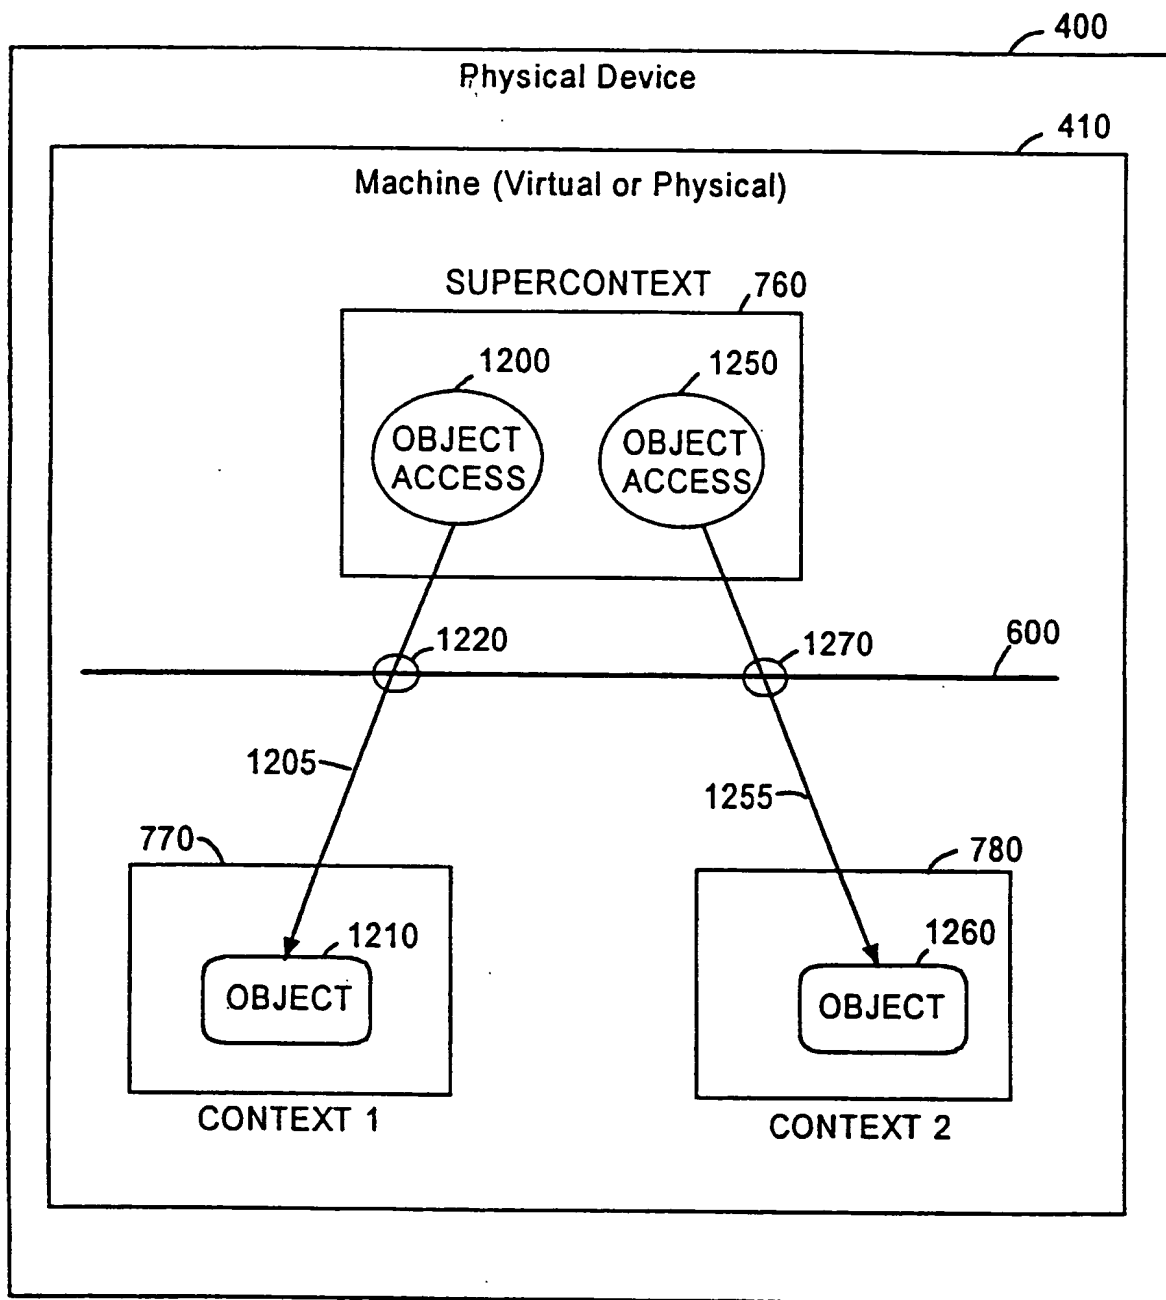 400
Physical Device
410
Machine (Virtual or Physical)
SUPERCONTEXT
760
1200
1250
OBJECT
ACCESS
OBJECT
ACCESS
1220
1270
600
1205
1255
770
780
1210
1260
OBJECT
OBJECT
CONTEXT 1
CONTEXT 2